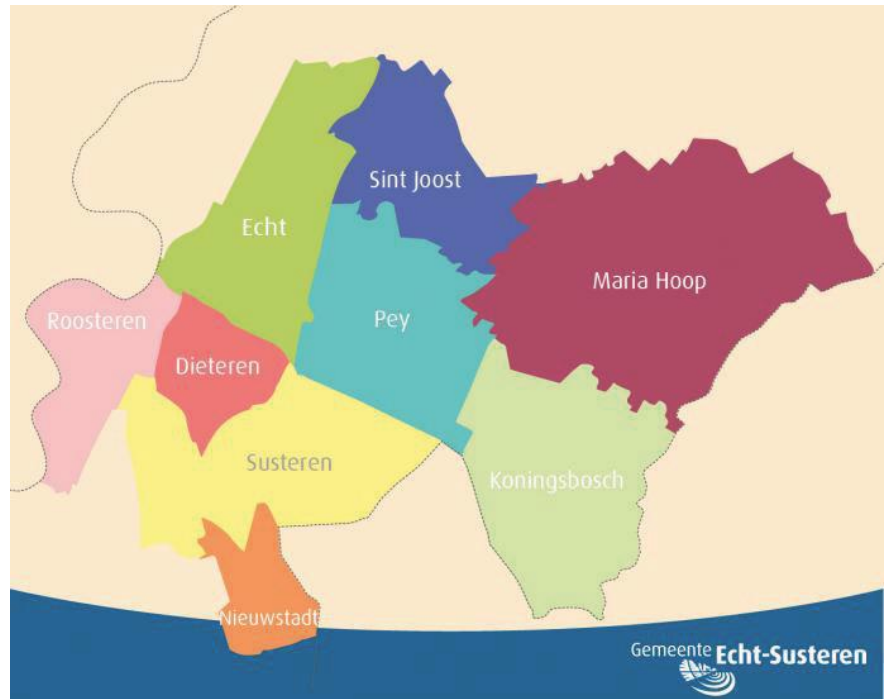 Sint Joost
Echt
Maria Hoop
Roosteren
Pey
Dieteren
Susteren
Koningsbosch
Nieuwstadt
Gemeente Echt-Susteren